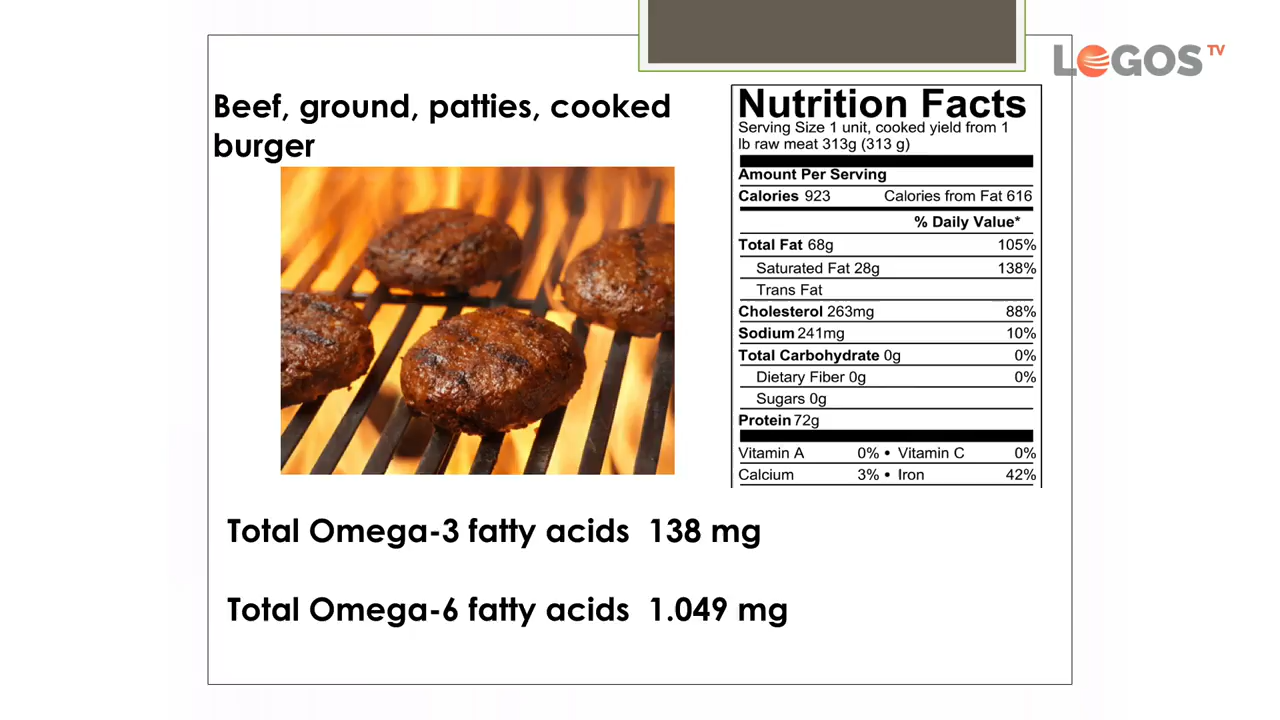 LOGOS TV
Beef, ground, patties, cooked
burger
Nutrition Facts
Serving Size 1 unit, cooked yield from 1
lb raw meat 313g (313 g)
Amount Per Serving
Calories 923 Calories from Fat 616
% Daily Value*
Total Fat 68g 105%
Saturated Fat 28g 138%
Trans Fat
Cholesterol 263mg 88%
Sodium 241mg 10%
Total Carbohydrate 0g 0%
Dietary Fiber 0g 0%
Sugars 0g
Protein 72g
Vitamin A 0% • Vitamin C 0%
Calcium 3% • Iron 42%
Total Omega-3 fatty acids 138 mg
Total Omega-6 fatty acids 1.049 mg